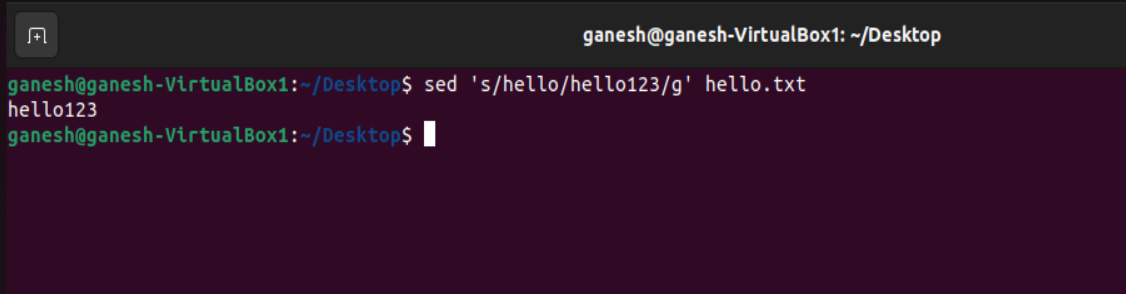 ganesh@ganesh-VirtualBox1: ~/Desktop
ganesh@ganesh-VirtualBox1:~/Desktop$ sed 's/hello/hello123/g' hello.txt
hello123
ganesh@ganesh-VirtualBox1:~/Desktop$